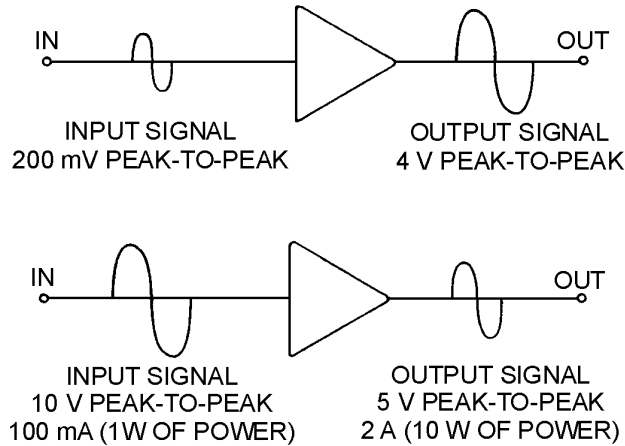 IN
OUT
INPUT SIGNAL
200 mV PEAK-TO-PEAK
OUTPUT SIGNAL
4 V PEAK-TO-PEAK
IN
OUT
INPUT SIGNAL
10 V PEAK-TO-PEAK
100 mA (1W OF POWER)
OUTPUT SIGNAL
5 V PEAK-TO-PEAK
2 A (10 W OF POWER)